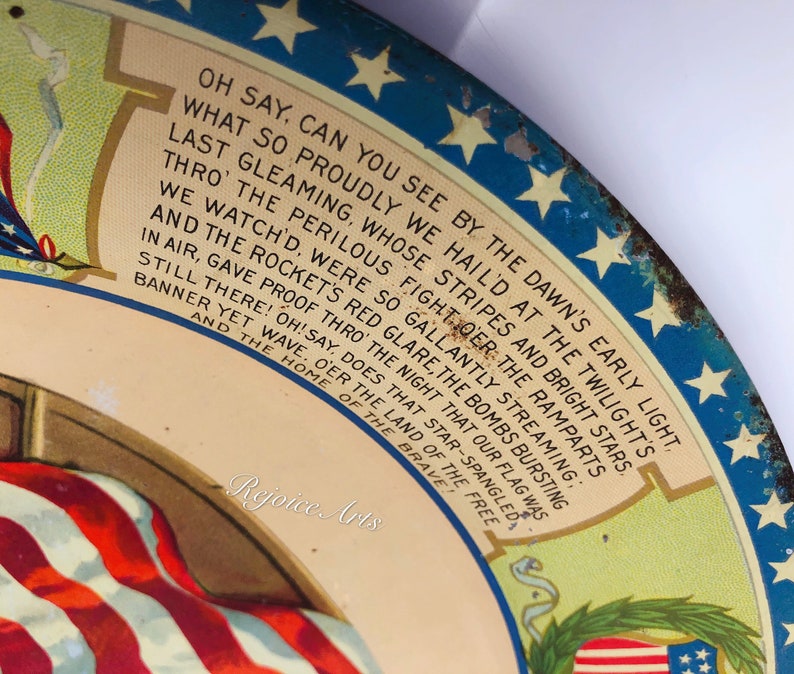 OH SAY, CAN YOU SEE BY THE DAWN'S EARLY LIGHT,
WHAT SO PROUDLY WE HAIL'D AT THE TWILIGHT'S
LAST GLEAMING, WHOSE STRIPES AND BRIGHT STARS,
THRO' THE PERILOUS FIGHT, O'ER THE RAMPARTS
WE WATCH'D, WERE SO GALLANTLY STREAMING;
AND THE ROCKET'S RED GLARE, THE BOMBS BURSTING
IN AIR, GAVE PROOF THRO' THE NIGHT THAT OUR FLAG WAS
STILL THERE! OH! SAY, DOES THAT STAR-SPANGLED
BANNER YET WAVE, O'ER THE LAND OF THE FREE
AND THE HOME OF THE BRAVE!
Rejoice Arts